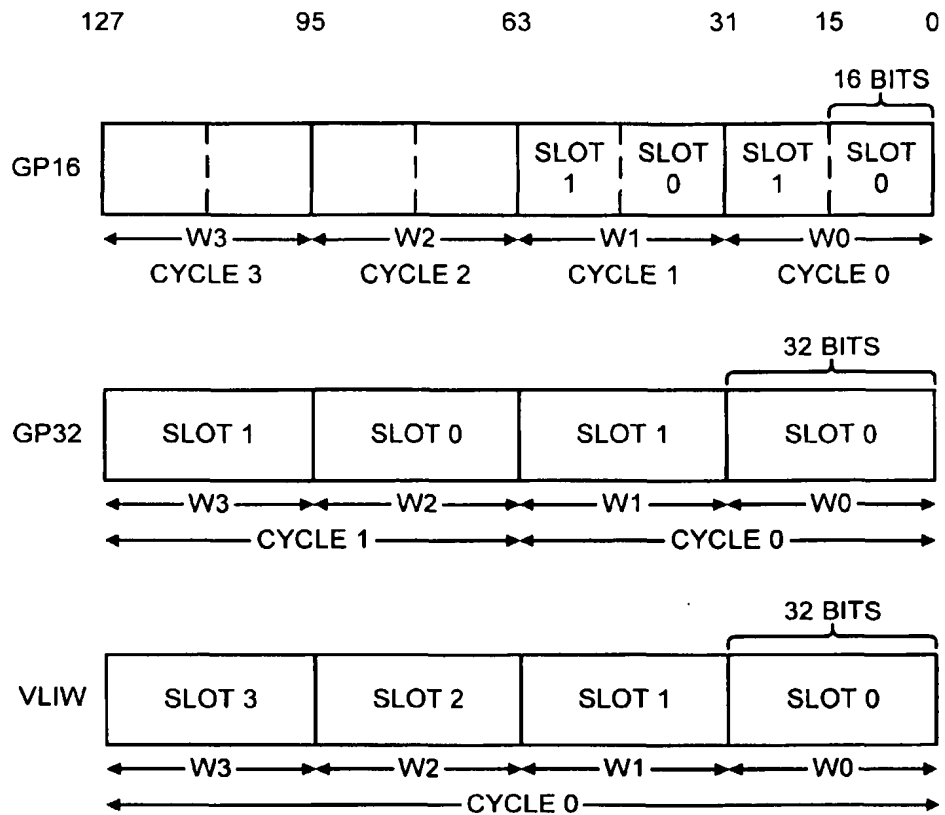 127 95 63 31 15 0
16 BITS
GP16 SLOT 1 SLOT 0 SLOT 1 SLOT 0
W3 W2 W1 W0
CYCLE 3 CYCLE 2 CYCLE 1 CYCLE 0
32 BITS
GP32 SLOT 1 SLOT 0 SLOT 1 SLOT 0
W3 W2 W1 W0
CYCLE 1 CYCLE 0
32 BITS
VLIW SLOT 3 SLOT 2 SLOT 1 SLOT 0
W3 W2 W1 W0
CYCLE 0